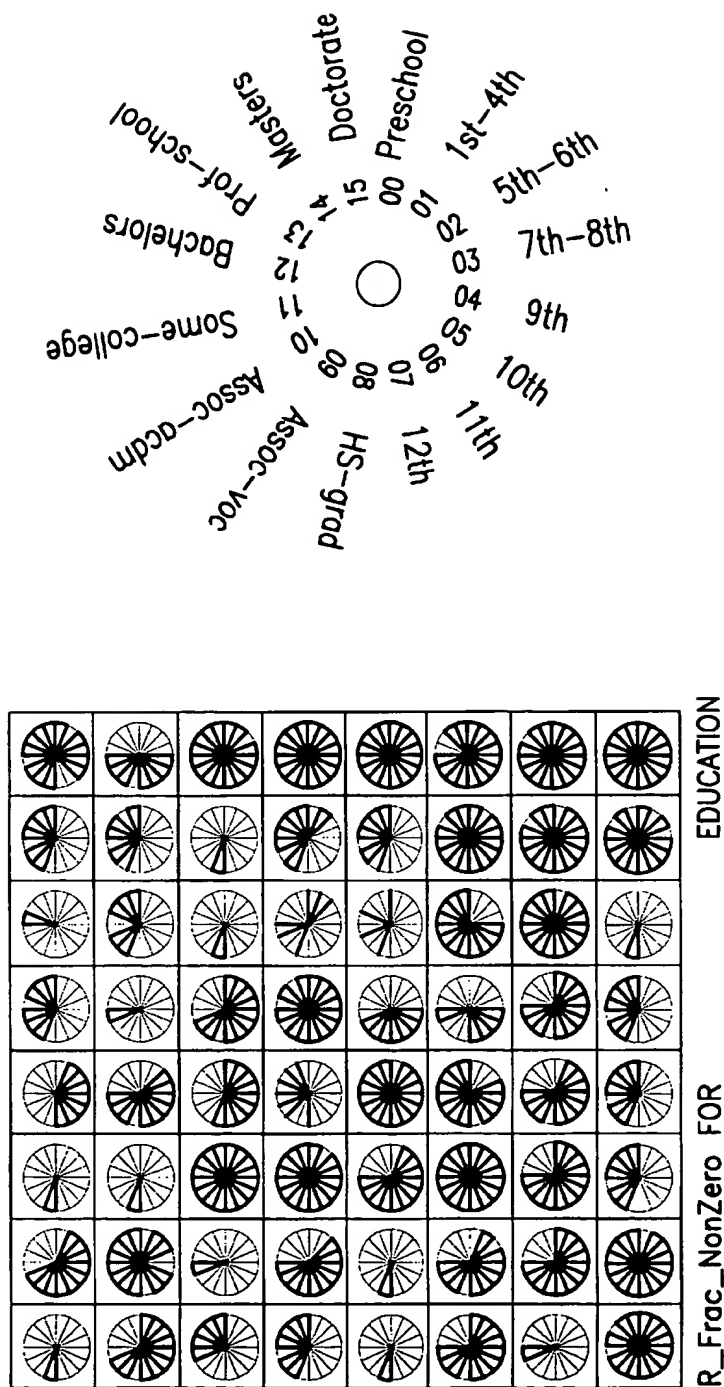 Preschool
1st-4th
5th-6th
7th-8th
9th
10th
11th
12th
HS-grad
Assoc-voc
Assoc-acdm
Some-college
Bachelors
Prof-school
Masters
Doctorate
00
01
02
03
04
05
06
07
08
09
10
11
12
13
14
15
R_Frac_NonZero FOR EDUCATION